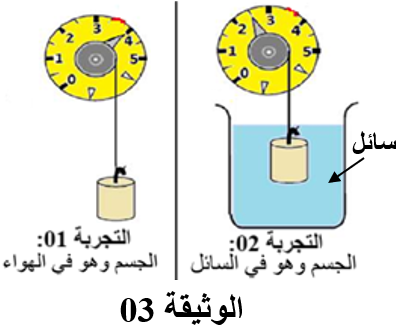 0 1 2 3 4 5
0 1 2 3 4 5
سائل
التجربة 01:
الجسم وهو في الهواء
التجربة 02:
الجسم وهو في السائل
الوثيقة 03